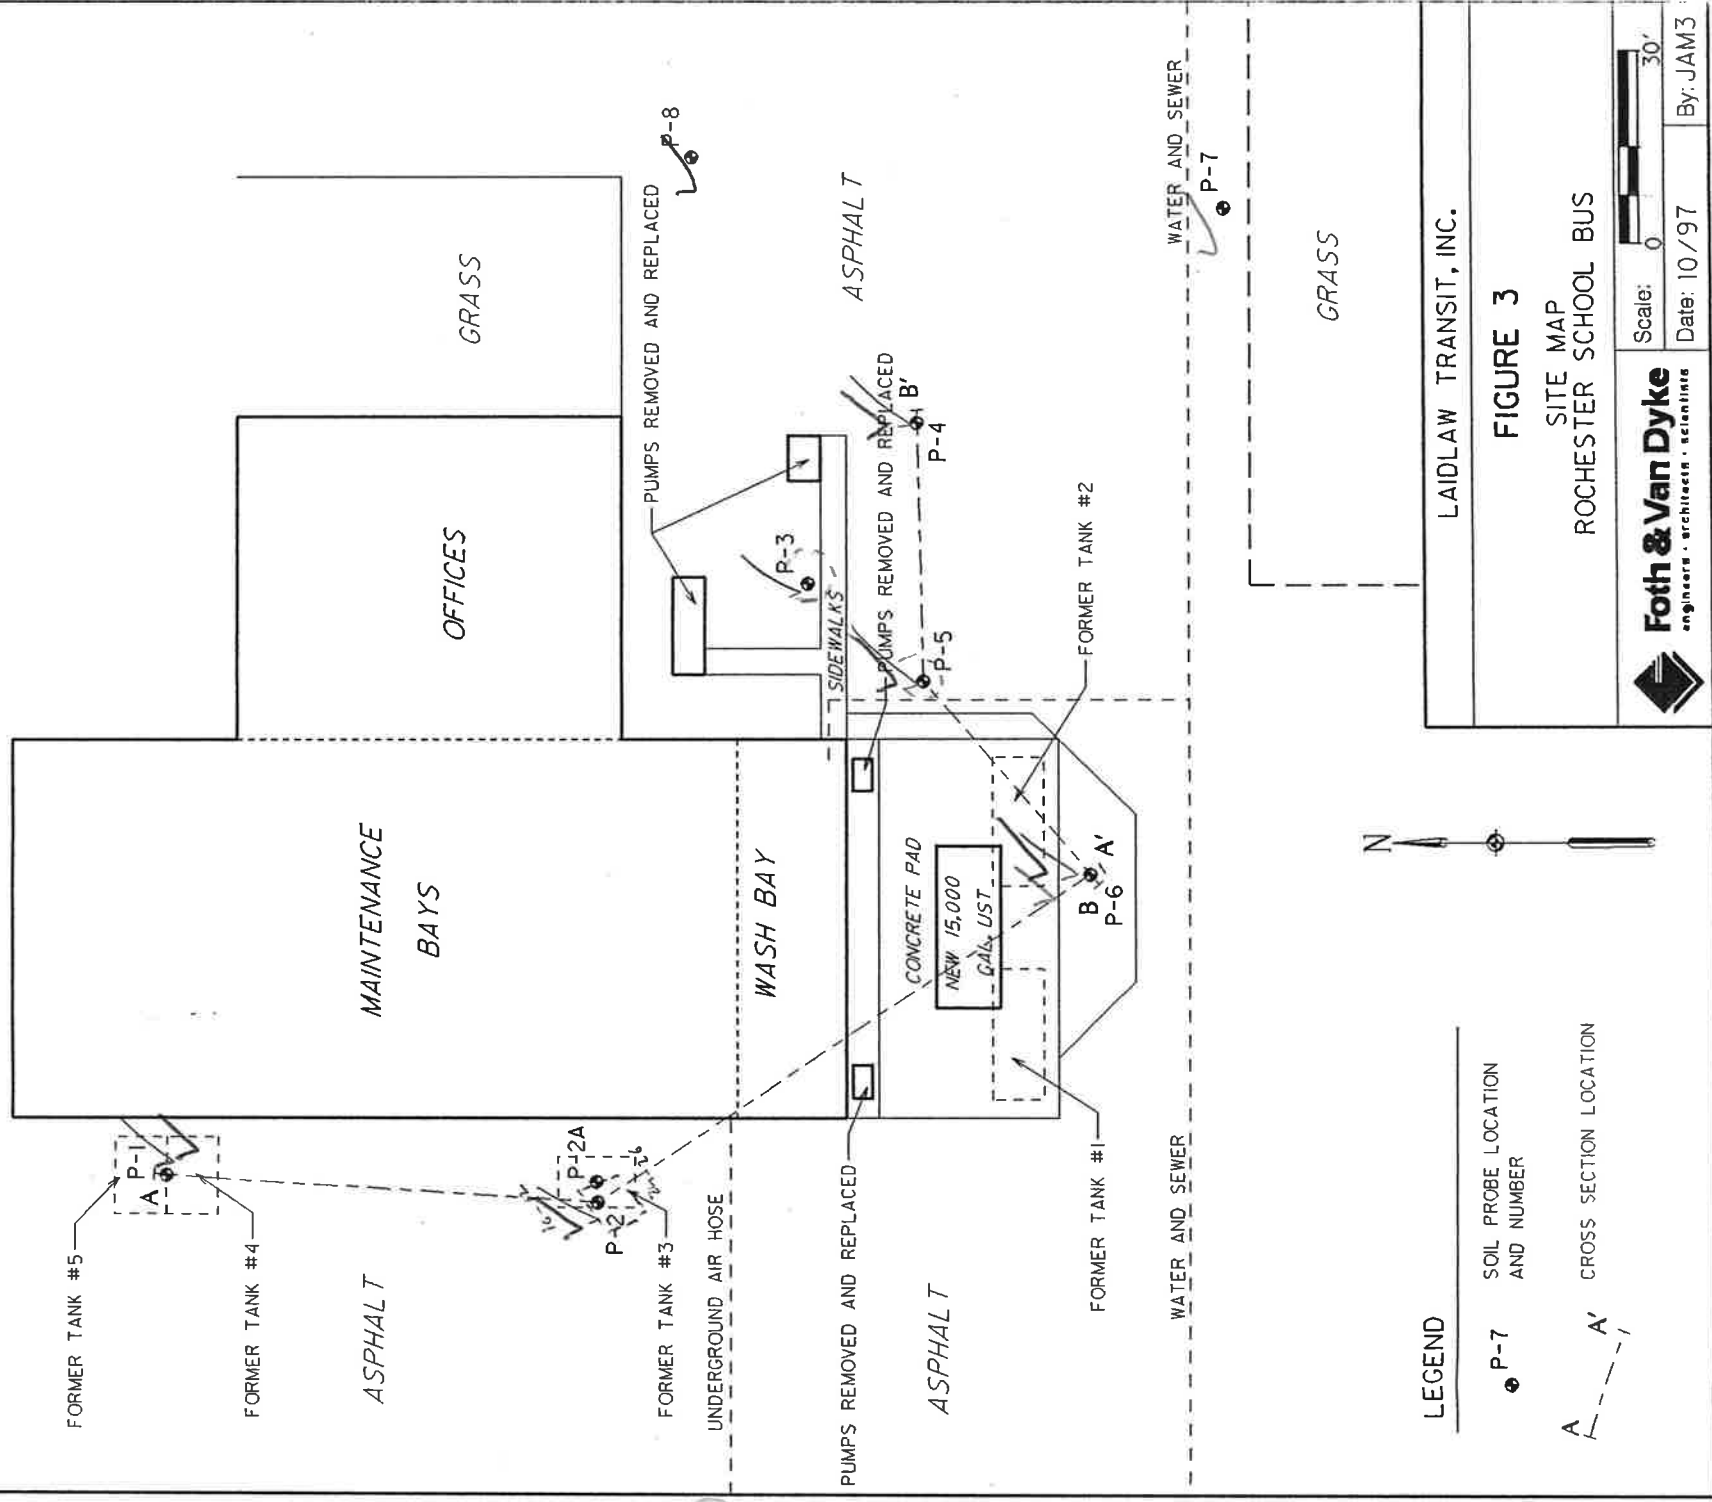 FORMER TANK #5
P-1
A
FORMER TANK #4
ASPHALT
P-2A
P-2
FORMER TANK #3
UNDERGROUND AIR HOSE
MAINTENANCE
BAYS
WASH BAY
OFFICES
GRASS
PUMPS REMOVED AND REPLACED
P-8
P-3
SIDEWALKS
ASPHALT
PUMPS REMOVED AND REPLACED
B'
P-4
P-5
PUMPS REMOVED AND REPLACED
ASPHALT
CONCRETE PAD
NEW 15,000
GAL. UST
FORMER TANK #2
FORMER TANK #1
B
A'
P-6
WATER AND SEWER
WATER AND SEWER
P-7
GRASS
N
LEGEND
P-7
SOIL PROBE LOCATION
AND NUMBER
A
A'
CROSS SECTION LOCATION
LAIDLAW TRANSIT, INC.
FIGURE 3
SITE MAP
ROCHESTER SCHOOL BUS
Foth & Van Dyke
engineers • architects • scientists
Scale:
0
30'
Date: 10/97
By: JAM3